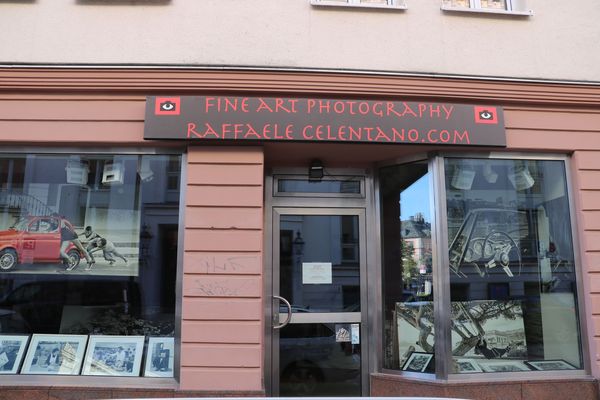 FINE ART PHOTOGRAPHY
RAFFAELE CELENTANO.COM